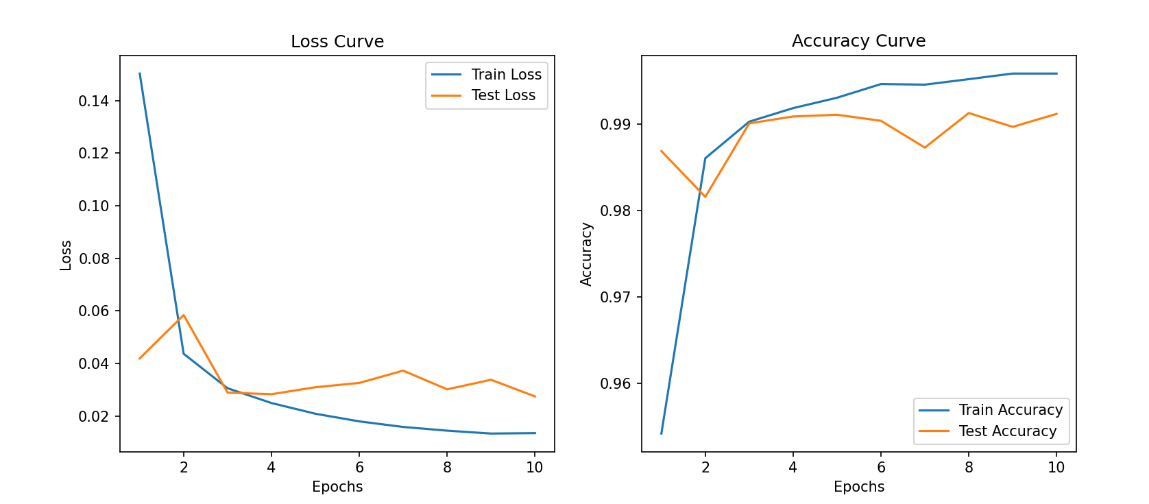 Loss Curve
Train Loss
Test Loss
0.14
0.12
0.10
0.08
0.06
0.04
0.02
Loss
2
4
6
8
10
Epochs
Accuracy Curve
0.99
0.98
0.97
0.96
Accuracy
Train Accuracy
Test Accuracy
2
4
6
8
10
Epochs